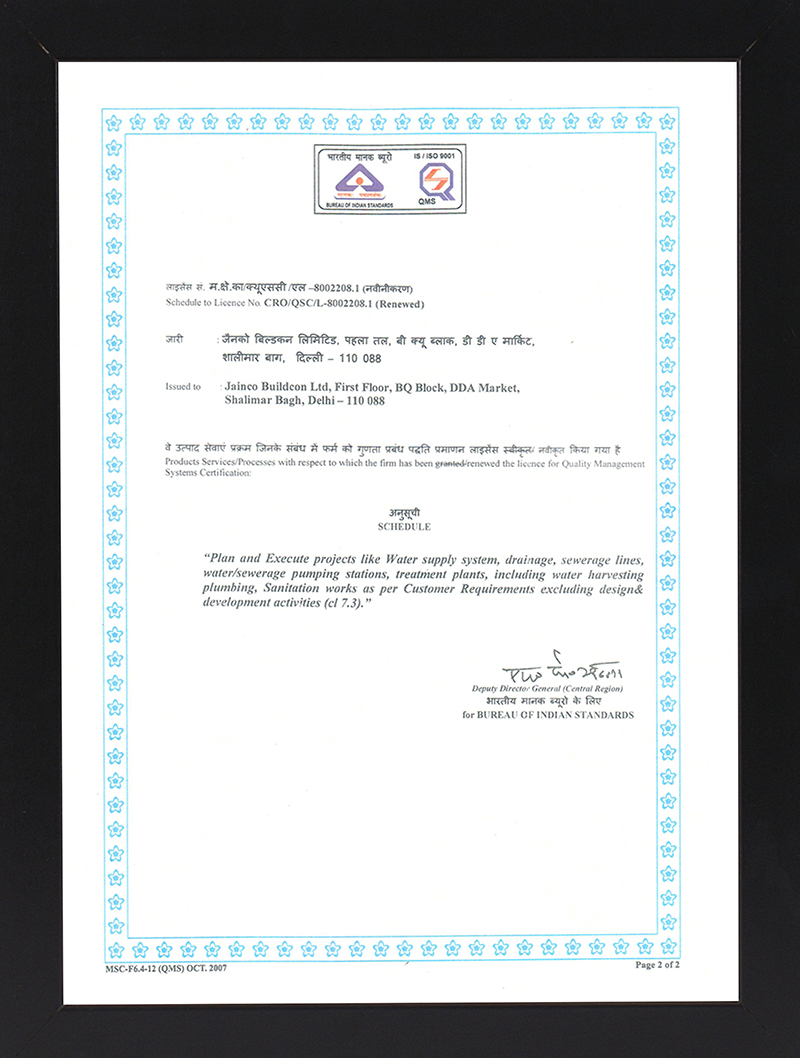 भारतीय मानक ब्यूरो
IS / ISO 9001
BUREAU OF INDIAN STANDARDS
QMS
लाइसेंस सं. म.क्षे.का/क्यूएससी/एल –8002208.1 (नवीनीकरण)
Schedule to Licence No. CRO/QSC/L-8002208.1 (Renewed)
जारी : जैनको बिल्डकन लिमिटिड, पहला तल, बी क्यू ब्लाक, डी डी ए मार्किट,
शालीमार बाग, दिल्ली – 110 088
Issued to : Jainco Buildcon Ltd, First Floor, BQ Block, DDA Market,
Shalimar Bagh, Delhi – 110 088
वे उत्पाद सेवाएं प्रक्रम जिनके संबंध में फर्म को गुणता प्रबंध पद्दति प्रमाणन लाइसेंस स्वीकृत/ नवीकृत किया गया है
Products Services/Processes with respect to which the firm has been granted/renewed the licence for Quality Management
Systems Certification:
अनुसूची
SCHEDULE
“Plan and Execute projects like Water supply system, drainage, sewerage lines,
water/sewerage pumping stations, treatment plants, including water harvesting
plumbing, Sanitation works as per Customer Requirements excluding design&
development activities (cl 7.3).”
Deputy Director General (Central Region)
भारतीय मानक ब्यूरो के लिए
for BUREAU OF INDIAN STANDARDS
MSC-F6.4-12 (QMS) OCT. 2007
Page 2 of 2